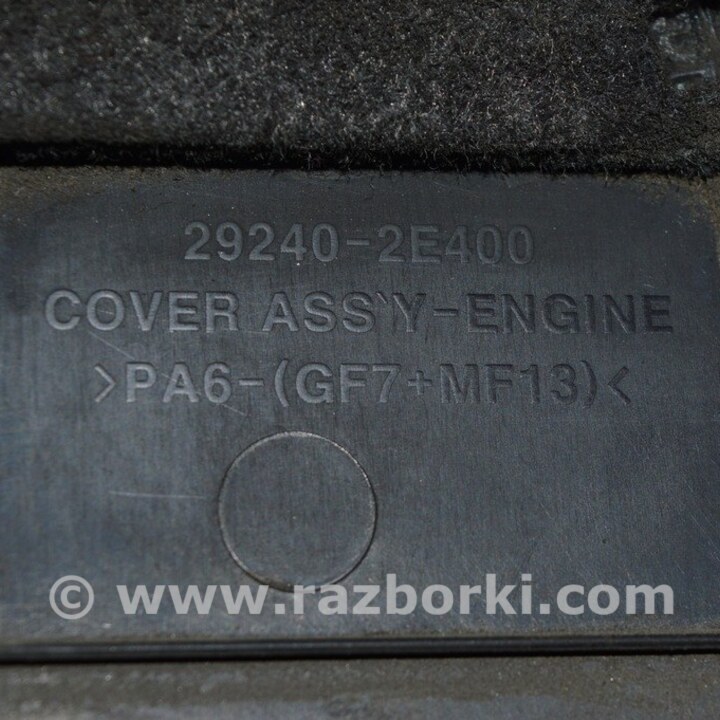 29240-2E400
COVER ASS'Y-ENGINE
>PA6-(GF7+MF13)<
© www.razborki.com